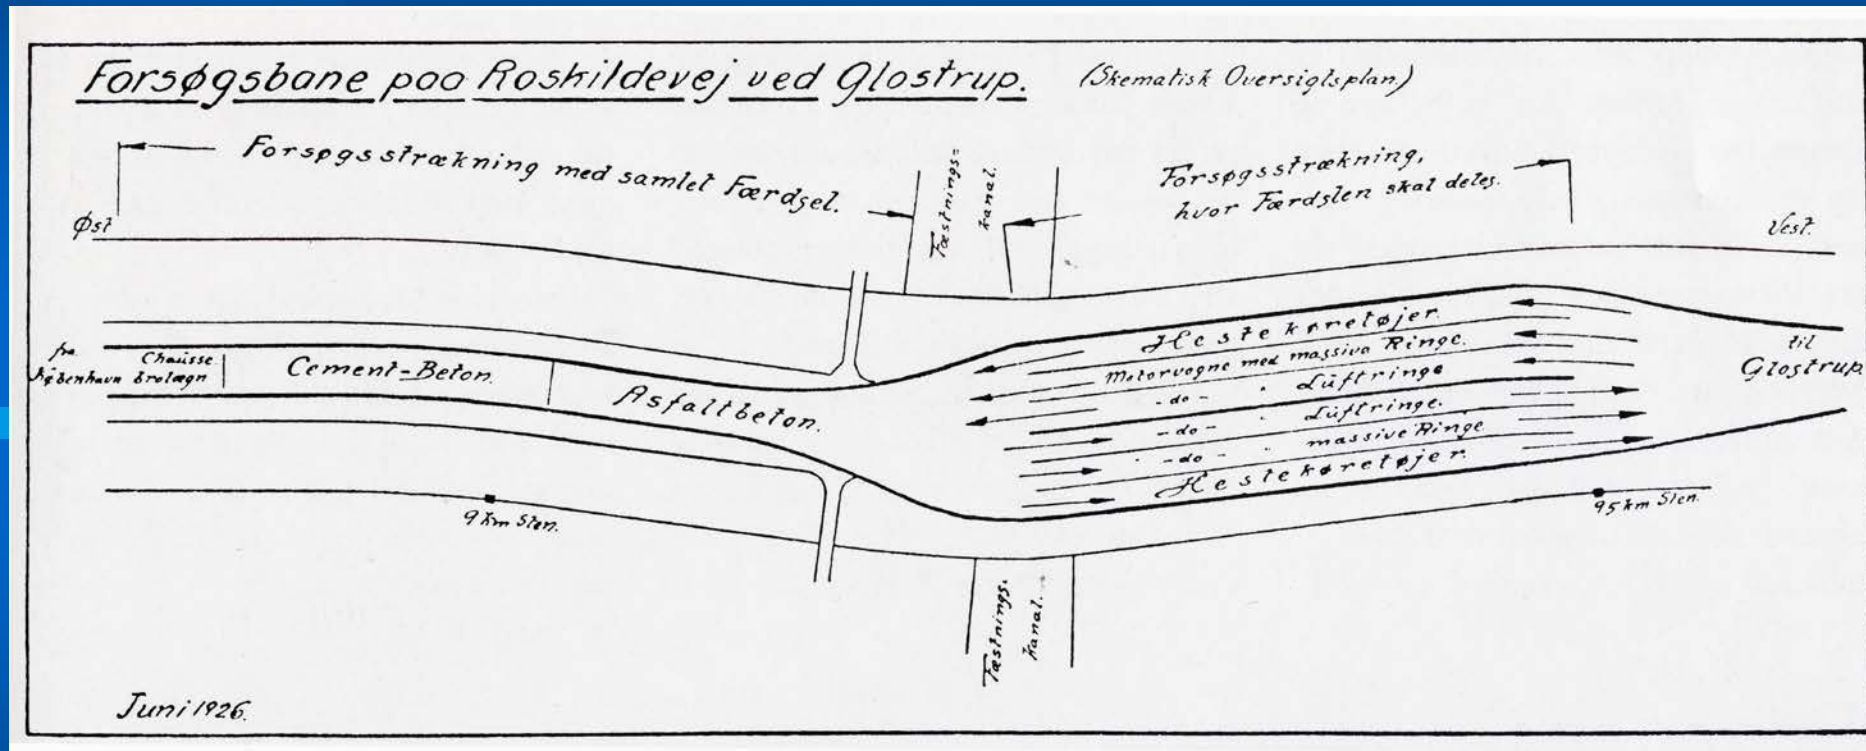 Forsøgsbane paa Roskildevej ved Glostrup. (Skematisk Oversigtsplan.)
Forsøgsstrækning med samlet Færdsel.
Fæstnings=
kanal.
Forsøgsstrækning,
hvor Færdslen skal deles.
Øst
Vest.
fra
København
Chaussé
brolægn
Cement=Beton.
Asfaltbeton.
Hestekøretøjer.
Motorvogne med massive Ringe.
-do- " Luftringe
-do- " Luftringe.
-do- " massive Ringe
Hestekøretøjer.
til
Glostrup
9 km Sten.
9,5 km Sten.
Fæstnings.
kanal.
Juni 1926.